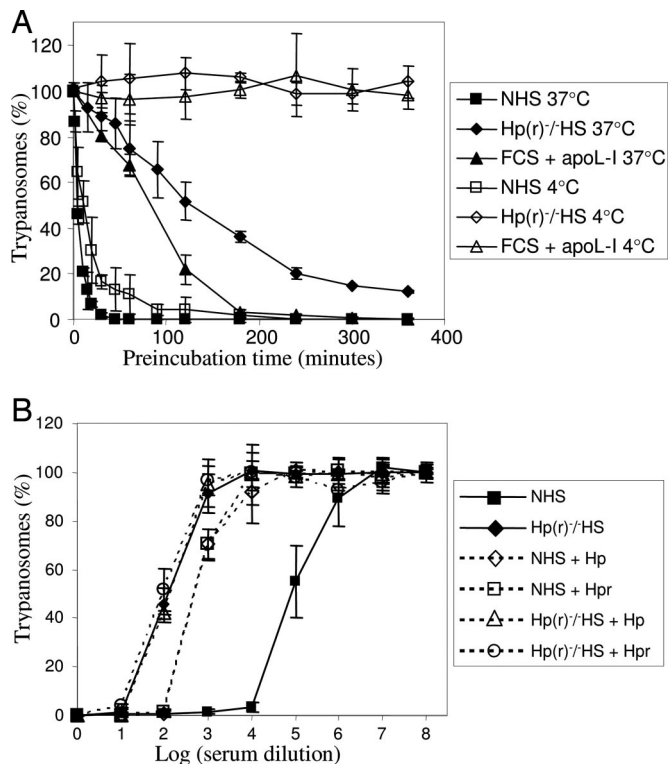 A
120
100
80
60
40
20
0
Trypanosomes (%)
0 100 200 300 400
Preincubation time (minutes)
NHS 37°C
Hp(r)-/-HS 37°C
FCS + apoL-I 37°C
NHS 4°C
Hp(r)-/-HS 4°C
FCS + apoL-I 4°C
B
120
100
80
60
40
20
0
Trypanosomes (%)
0 1 2 3 4 5 6 7 8
Log (serum dilution)
NHS
Hp(r)-/-HS
NHS + Hp
NHS + Hpr
Hp(r)-/-HS + Hp
Hp(r)-/-HS + Hpr